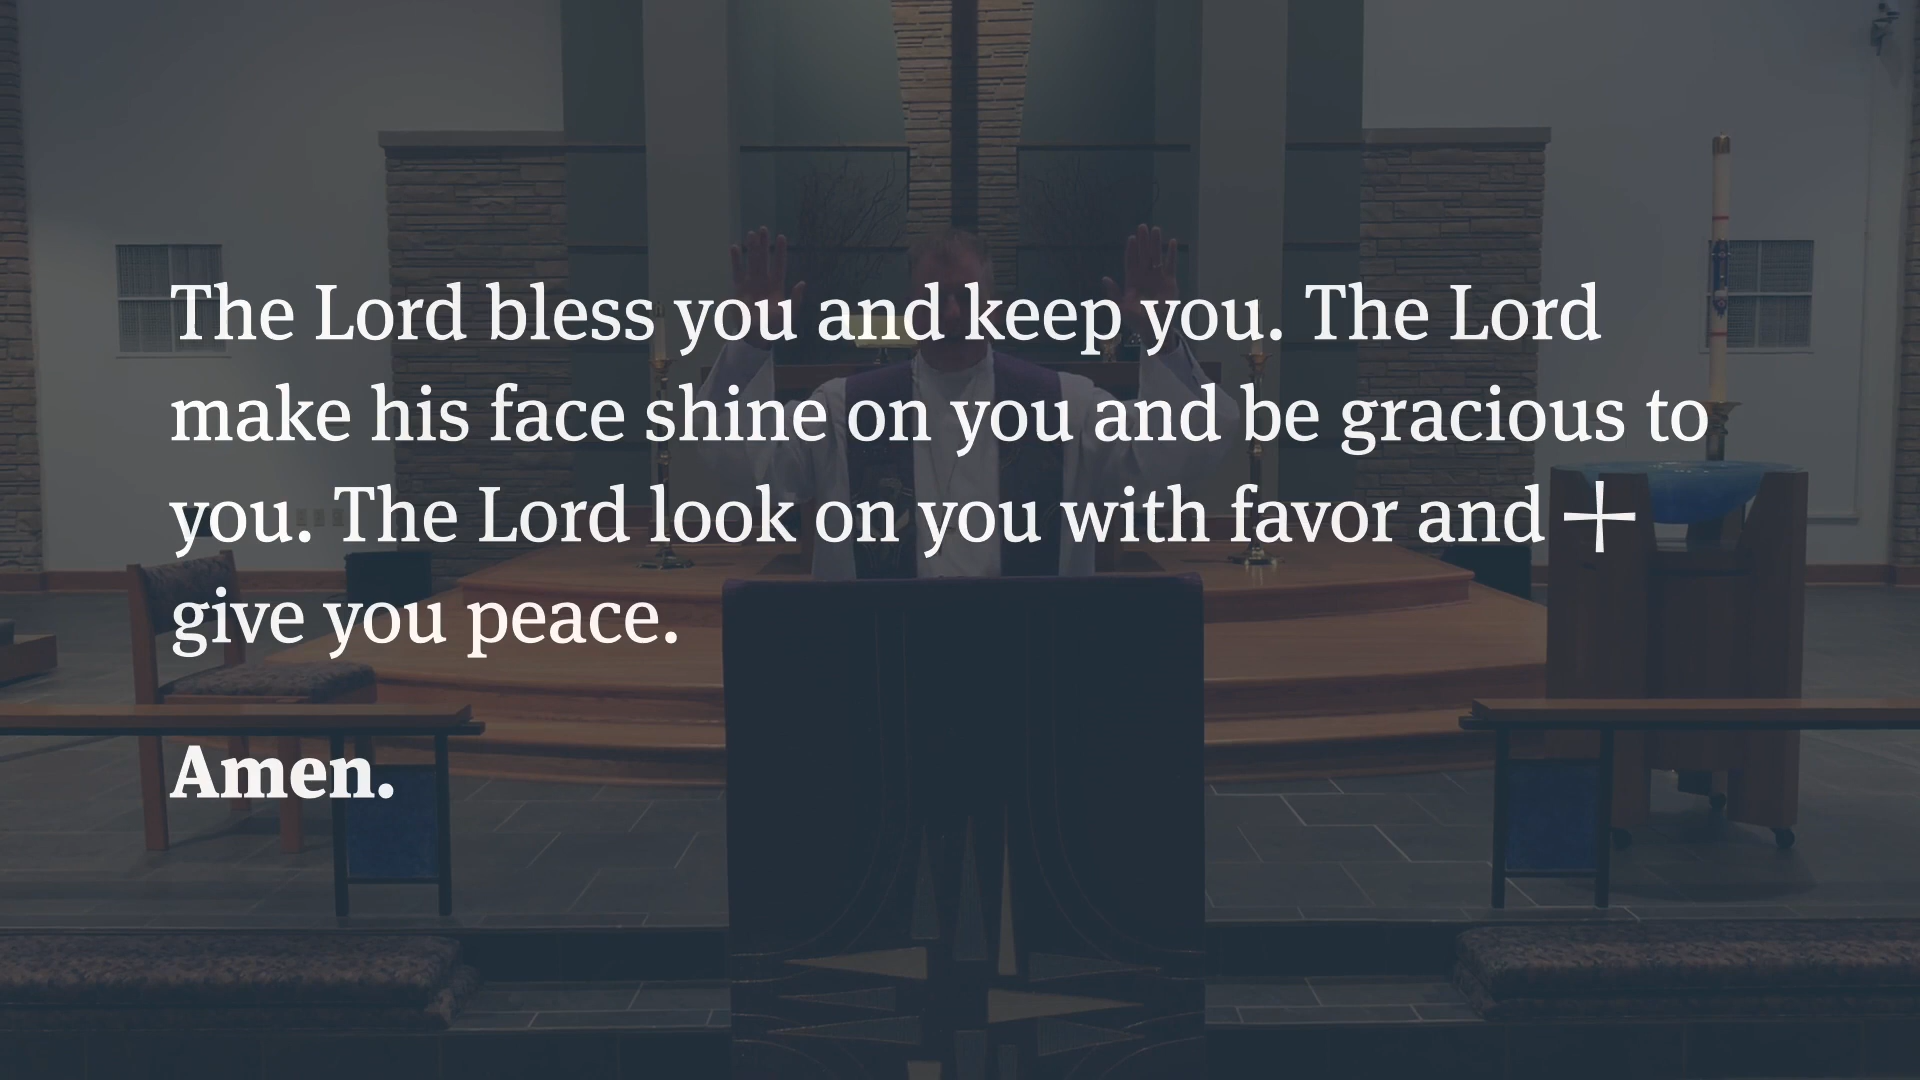 The Lord bless you and keep you. The Lord
make his face shine on you and be gracious to
you. The Lord look on you with favor and ✛
give you peace.
Amen.